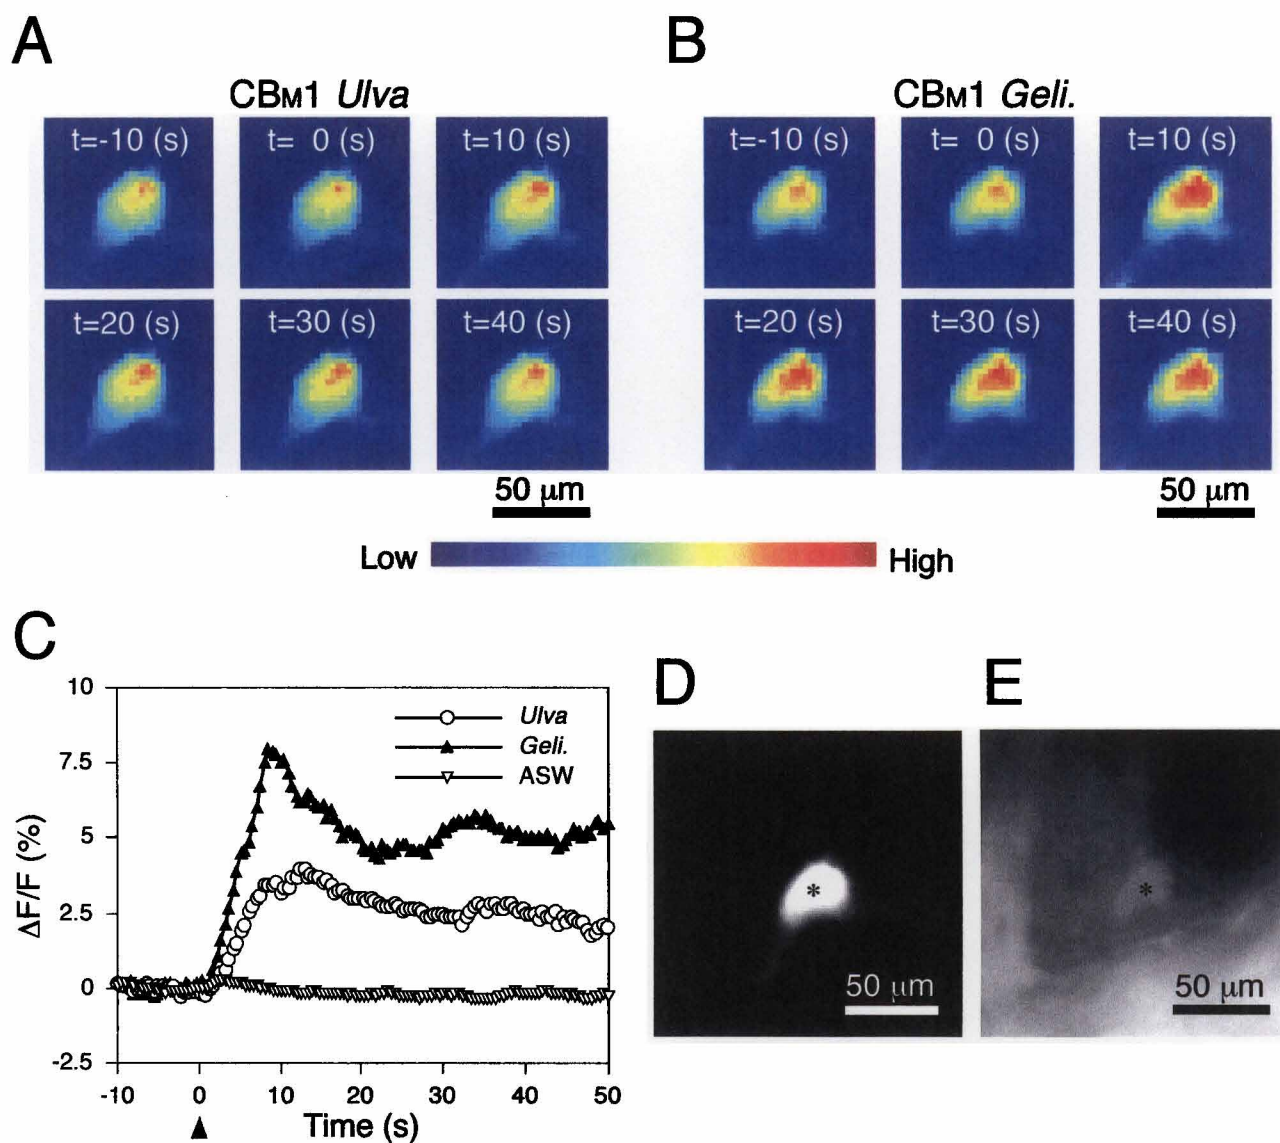 A
B
CBM1 Ulva
CBM1 Geli.
t=-10 (s)
t= 0 (s)
t=10 (s)
t=-10 (s)
t= 0 (s)
t=10 (s)
t=20 (s)
t=30 (s)
t=40 (s)
t=20 (s)
t=30 (s)
t=40 (s)
50 μm
50 μm
Low
High
C
10
7.5
5
2.5
0
-2.5
ΔF/F (%)
Ulva
Geli.
ASW
-10
0
10
20
30
40
50
Time (s)
D
*
50 μm
E
*
50 μm